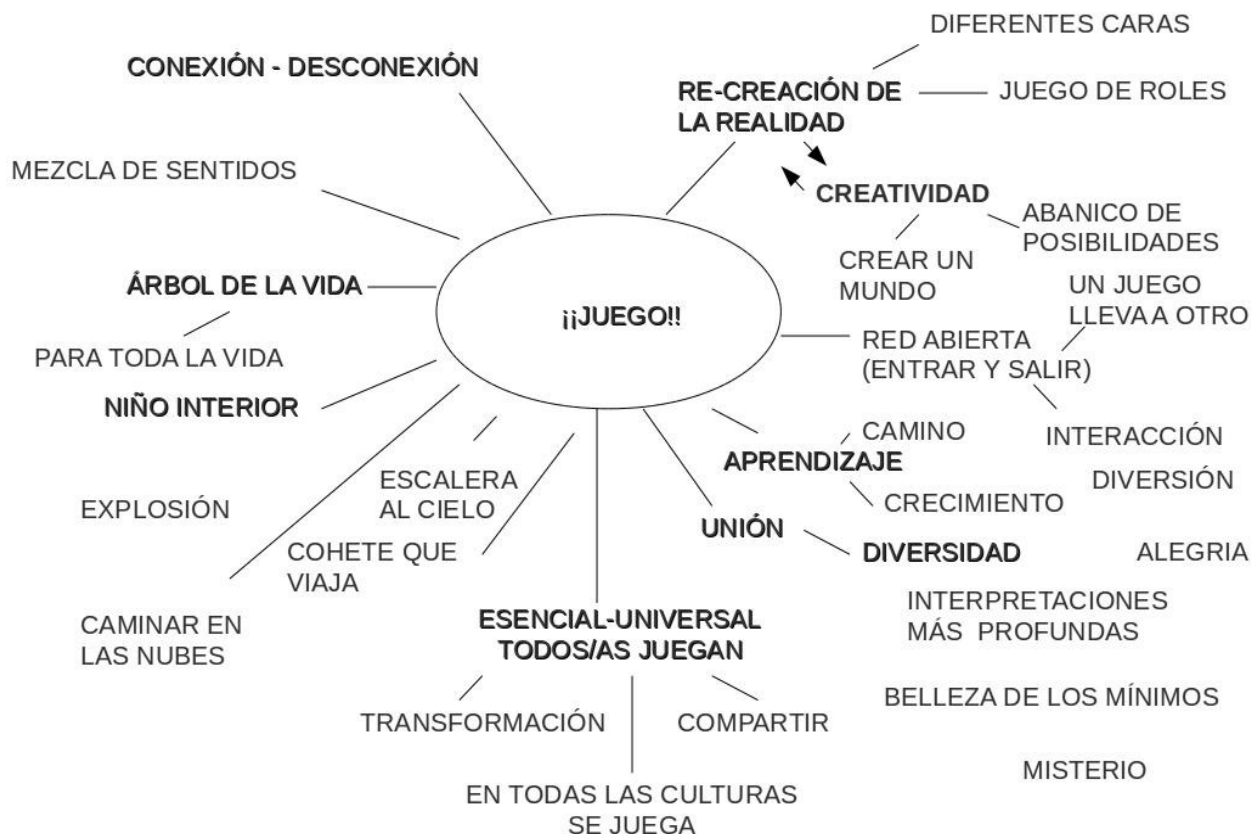 DIFERENTES CARAS
CONEXIÓN - DESCONEXIÓN
RE-CREACIÓN DE
LA REALIDAD
JUEGO DE ROLES
MEZCLA DE SENTIDOS
CREATIVIDAD
ABANICO DE
POSIBILIDADES
CREAR UN
MUNDO
ÁRBOL DE LA VIDA
UN JUEGO
LLEVA A OTRO
¡¡JUEGO!!
RED ABIERTA
(ENTRAR Y SALIR)
PARA TODA LA VIDA
NIÑO INTERIOR
CAMINO
INTERACCIÓN
APRENDIZAJE
ESCALERA
AL CIELO
DIVERSIÓN
EXPLOSIÓN
CRECIMIENTO
UNIÓN
COHETE QUE
VIAJA
DIVERSIDAD
ALEGRIA
CAMINAR EN
LAS NUBES
ESENCIAL-UNIVERSAL
TODOS/AS JUEGAN
INTERPRETACIONES
MÁS  PROFUNDAS
TRANSFORMACIÓN
COMPARTIR
BELLEZA DE LOS MÍNIMOS
MISTERIO
EN TODAS LAS CULTURAS
SE JUEGA